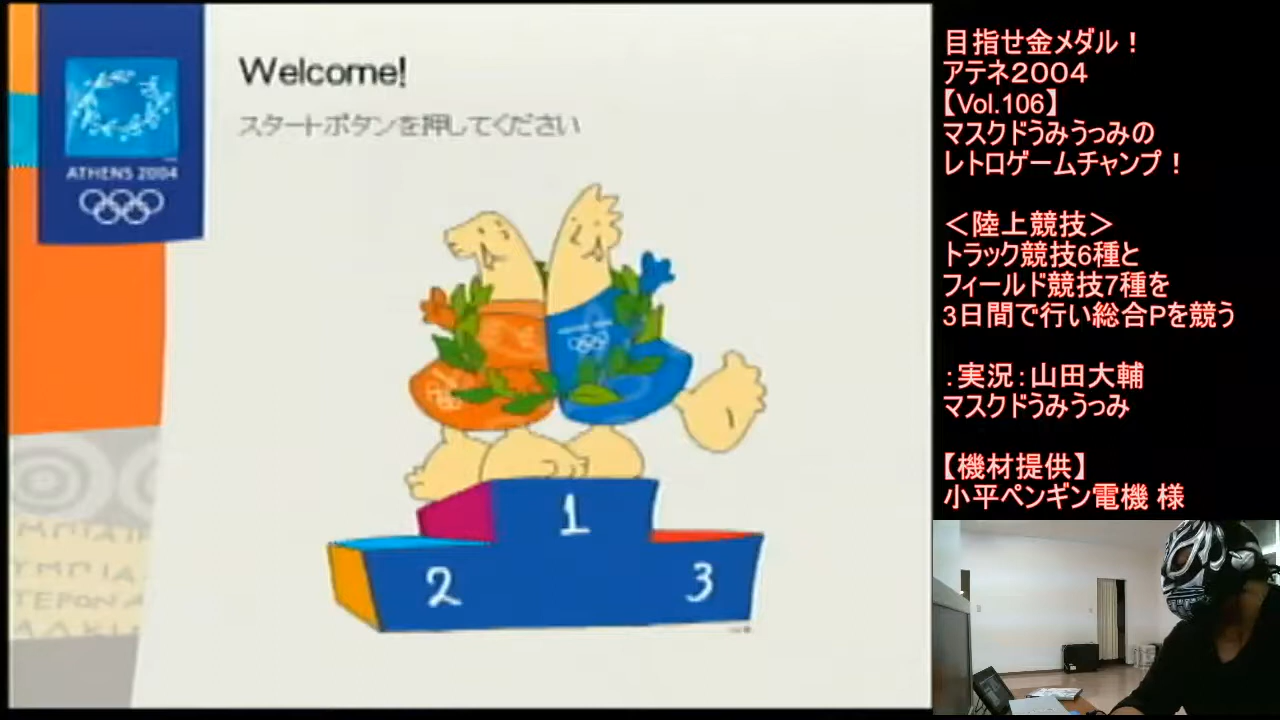 Welcome!
スタートボタンを押してください
ATHENS 2004
1
2
3
目指せ金メダル！
アテネ２００４
【Vol.106】
マスクドうみうっみの
レトロゲームチャンプ！
＜陸上競技＞
トラック競技6種と
フィールド競技7種を
3日間で行い総合Pを競う
：実況：山田大輔
マスクドうみうっみ
【機材提供】
小平ペンギン電機 様